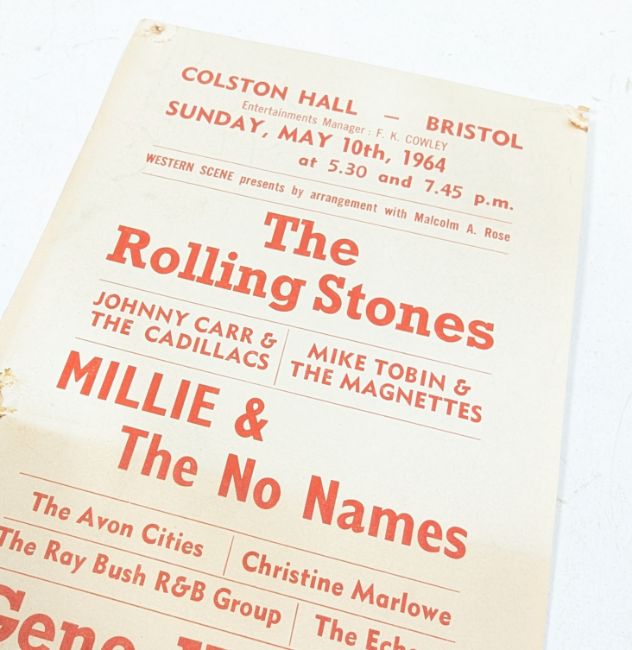 COLSTON HALL — BRISTOL
Entertainments Manager: F. K. COWLEY
SUNDAY, MAY 10th, 1964
at 5.30 and 7.45 p.m.
WESTERN SCENE presents by arrangement with Malcolm A. Rose
The
Rolling Stones
JOHNNY CARR &
THE CADILLACS
MIKE TOBIN &
THE MAGNETTES
MILLIE &
The No Names
The Avon Cities
Christine Marlowe
The Ray Bush R&B Group
The
Gene